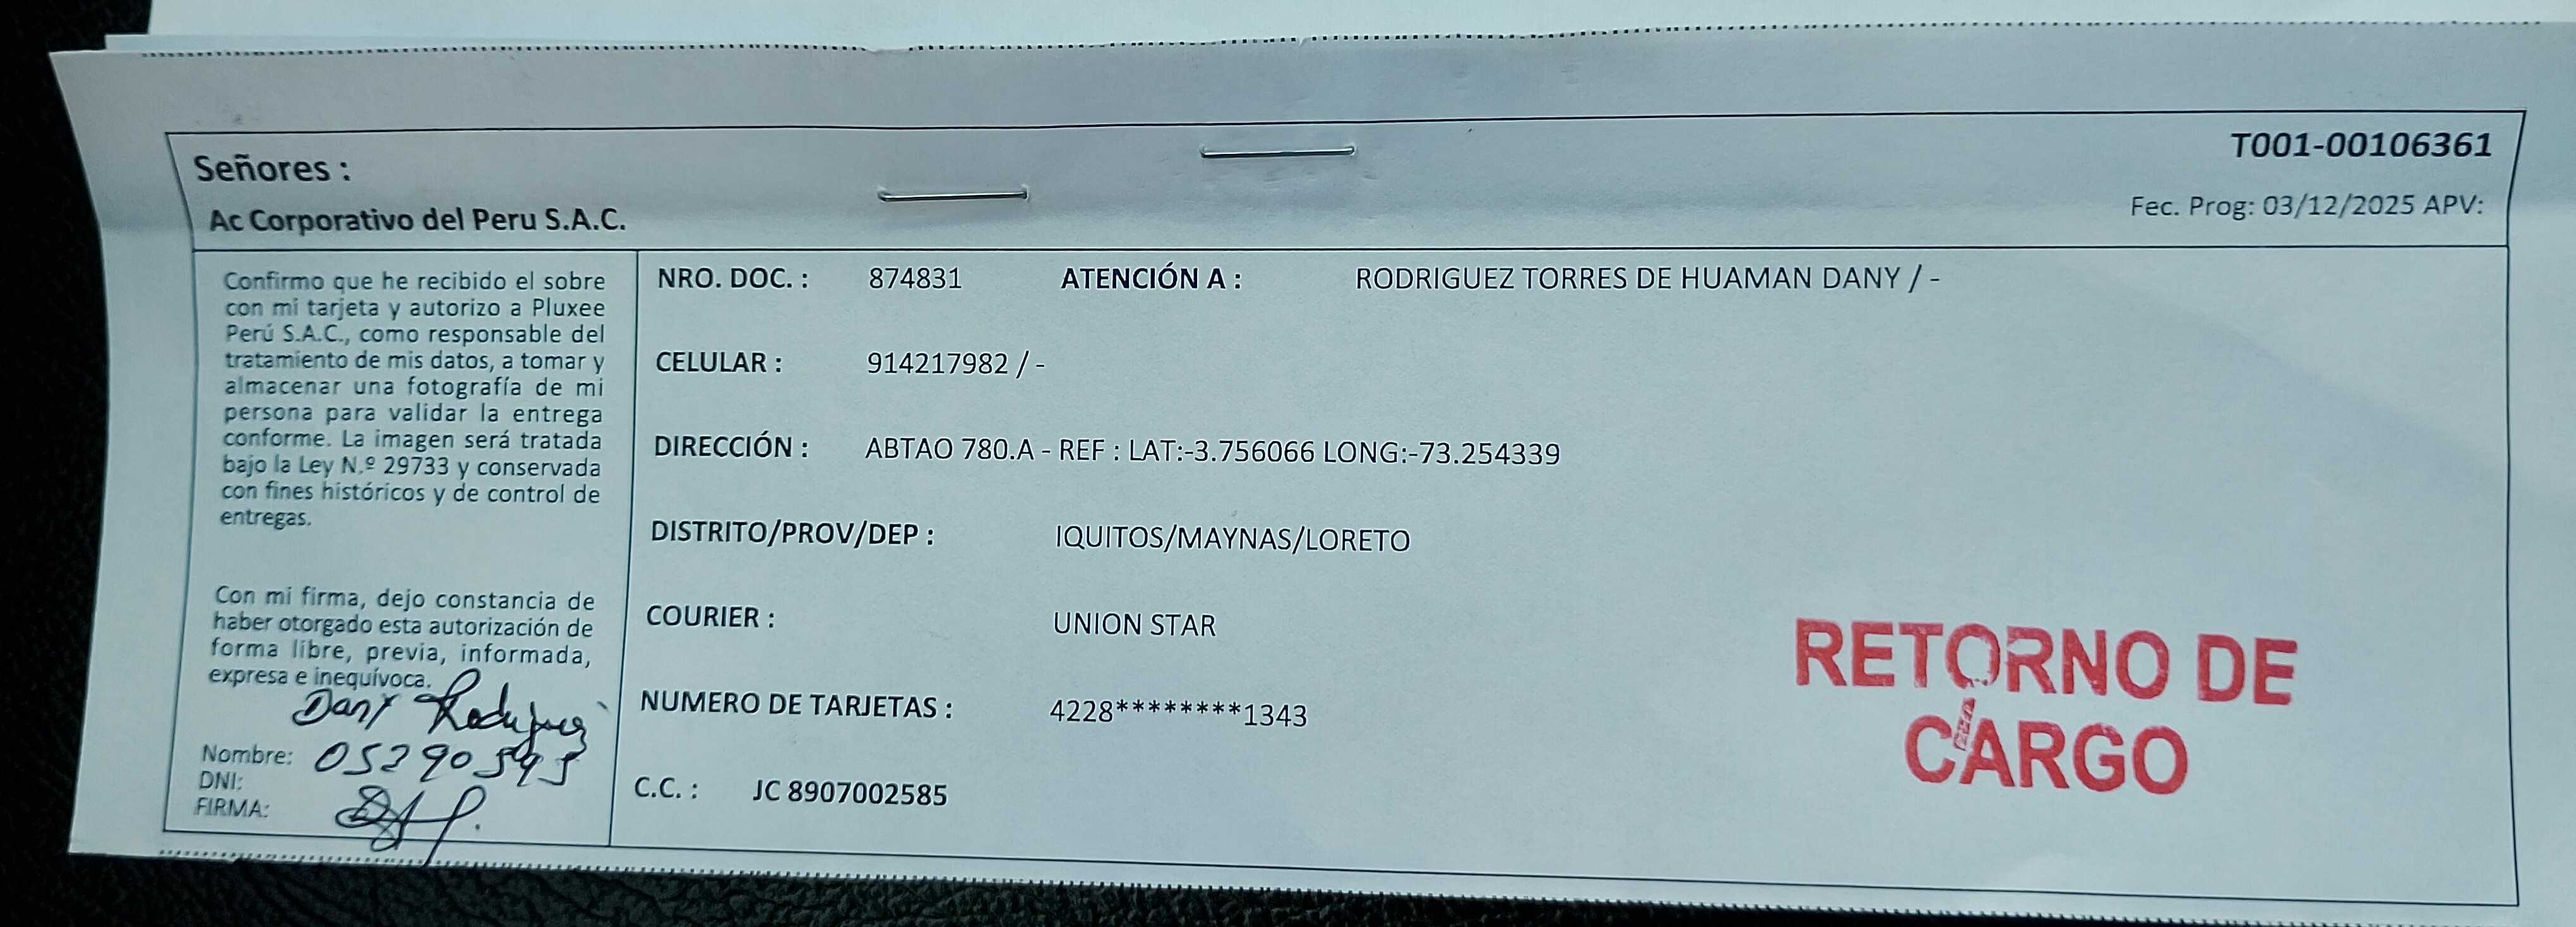 T001-00106361
Señores :
Fec. Prog: 03/12/2025 APV:
Ac Corporativo del Peru S.A.C.
Confirmo que he recibido el sobre
con mi tarjeta y autorizo a Pluxee
Perú S.A.C., como responsable del
tratamiento de mis datos, a tomar y
almacenar una fotografía de mi
persona para validar la entrega
conforme. La imagen será tratada
bajo la Ley N.º 29733 y conservada
con fines históricos y de control de
entregas.
Con mi firma, dejo constancia de
haber otorgado esta autorización de
forma libre, previa, informada,
expresa e inequívoca.
Dany Rodriguez
Nombre: 05290593
DNI:
FIRMA:
NRO. DOC. : 874831 ATENCIÓN A : RODRIGUEZ TORRES DE HUAMAN DANY / -
CELULAR : 914217982 / -
DIRECCIÓN : ABTAO 780.A - REF : LAT:-3.756066 LONG:-73.254339
DISTRITO/PROV/DEP : IQUITOS/MAYNAS/LORETO
COURIER : UNION STAR
NUMERO DE TARJETAS : 4228********1343
C.C. : JC 8907002585
RETORNO DE
CARGO